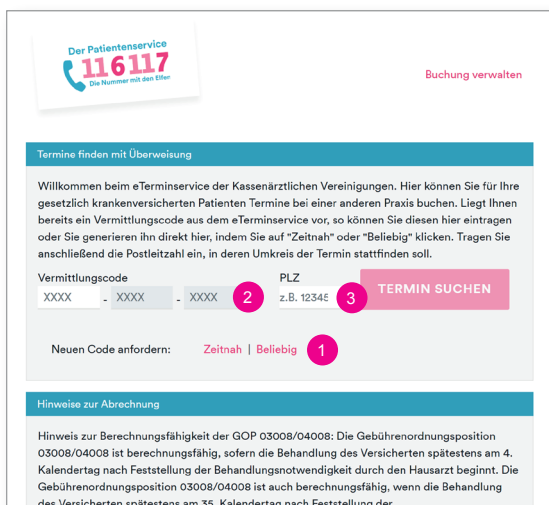 Der Patientenservice
116117
Die Nummer mit den Elfen
Buchung verwalten
Termine finden mit Überweisung
Willkommen beim eTerminservice der Kassenärztlichen Vereinigungen. Hier können Sie für Ihre
gesetzlich krankenversicherten Patienten Termine bei einer anderen Praxis buchen. Liegt Ihnen
bereits ein Vermittlungscode aus dem eTerminservice vor, so können Sie diesen hier eintragen
oder Sie generieren ihn direkt hier, indem Sie auf "Zeitnah" oder "Beliebig" klicken. Tragen Sie
anschließend die Postleitzahl ein, in deren Umkreis der Termin stattfinden soll.
Vermittlungscode PLZ
XXXX - XXXX - XXXX 2 z.B. 12345 3 TERMIN SUCHEN
Neuen Code anfordern: Zeitnah | Beliebig 1
Hinweise zur Abrechnung
Hinweis zur Berechnungsfähigkeit der GOP 03008/04008: Die Gebührenordnungsposition
03008/04008 ist berechnungsfähig, sofern die Behandlung des Versicherten spätestens am 4.
Kalendertag nach Feststellung der Behandlungsnotwendigkeit durch den Hausarzt beginnt. Die
Gebührenordnungsposition 03008/04008 ist auch berechnungsfähig, wenn die Behandlung
des Versicherten spätestens am 35. Kalendertag nach Feststellung der